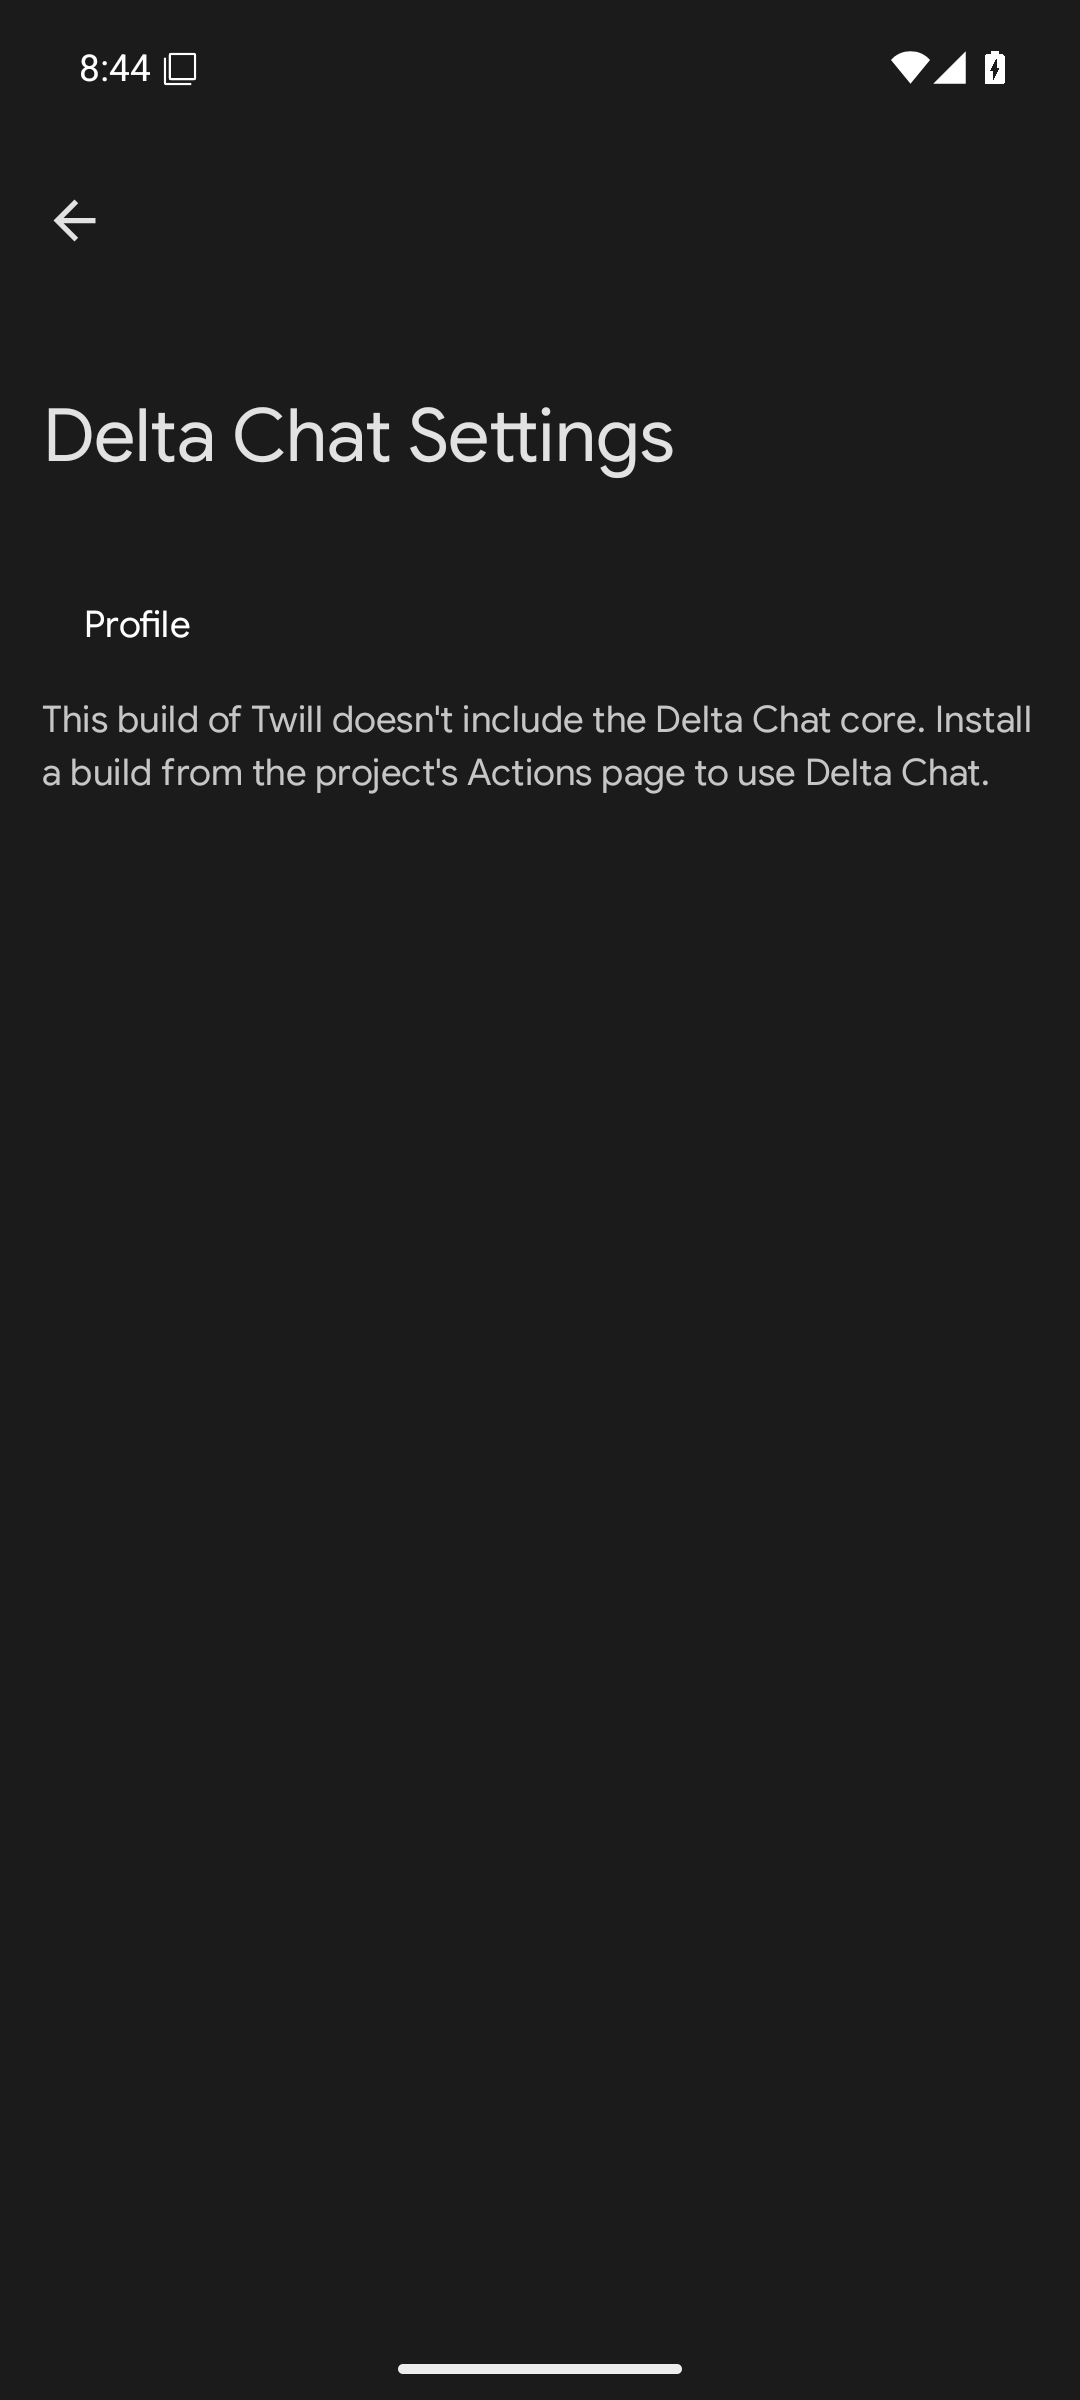 8:44
Delta Chat Settings
Profile
This build of Twill doesn't include the Delta Chat core. Install
a build from the project's Actions page to use Delta Chat.